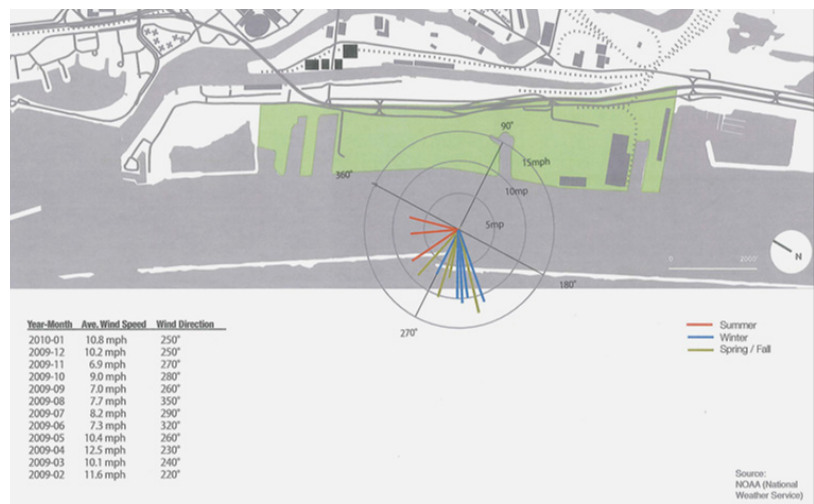 90°
15mph
360°
10mp
5mp
N
0 2000'
180°
270°
Year-Month Ave. Wind Speed Wind Direction
2010-01 10.8 mph 250°
2009-12 10.2 mph 250°
2009-11 6.9 mph 270°
2009-10 9.0 mph 280°
2009-09 7.0 mph 260°
2009-08 7.7 mph 350°
2009-07 8.2 mph 290°
2009-06 7.3 mph 320°
2009-05 10.4 mph 260°
2009-04 12.5 mph 230°
2009-03 10.1 mph 240°
2009-02 11.6 mph 220°
Summer
Winter
Spring / Fall
Source:
NOAA (National
Weather Service)